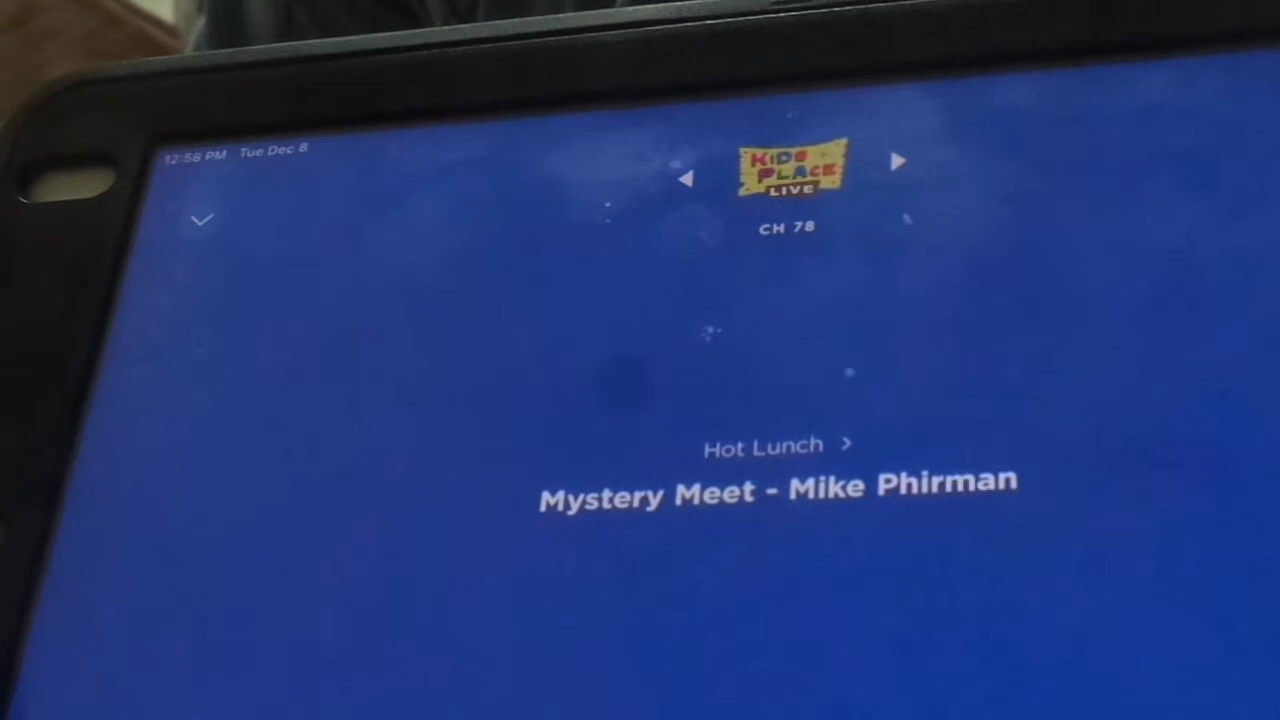 12:58 PM Tue Dec 8
KIDS
PLACE
LIVE
CH 78
Hot Lunch >
Mystery Meet - Mike Phirman